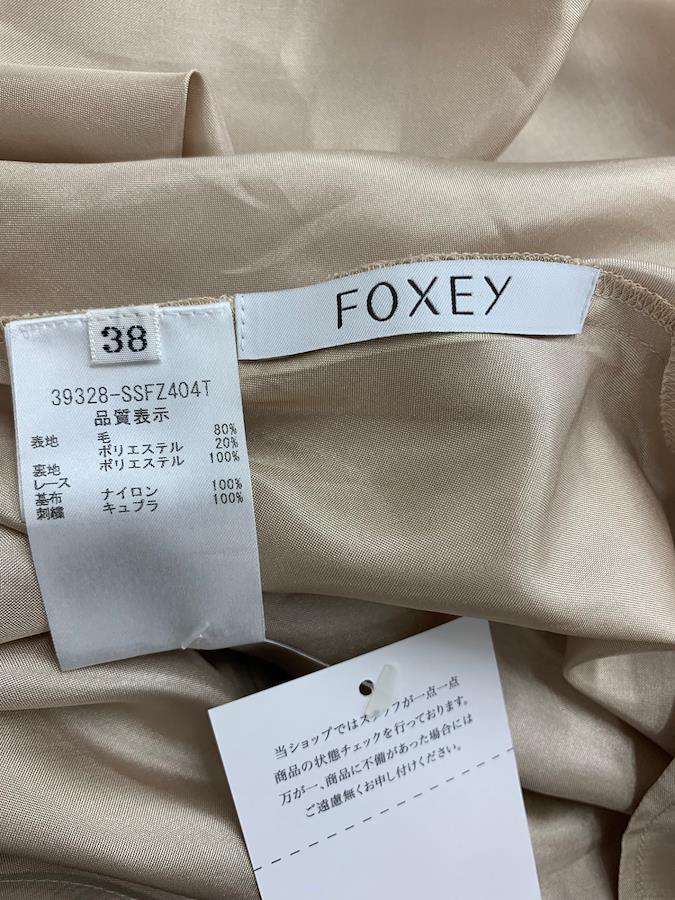 FOXEY
38
39328-SSFZ404T
品質表示
表地 毛 80%
ポリエステル 20%
裏地 ポリエステル 100%
レース
基布 ナイロン 100%
刺繍 キュプラ 100%
当ショップではスタッフが一点一点
商品の状態チェックを行っております。
万が一、商品に不備があった場合には
ご遠慮無くお申し付けください。